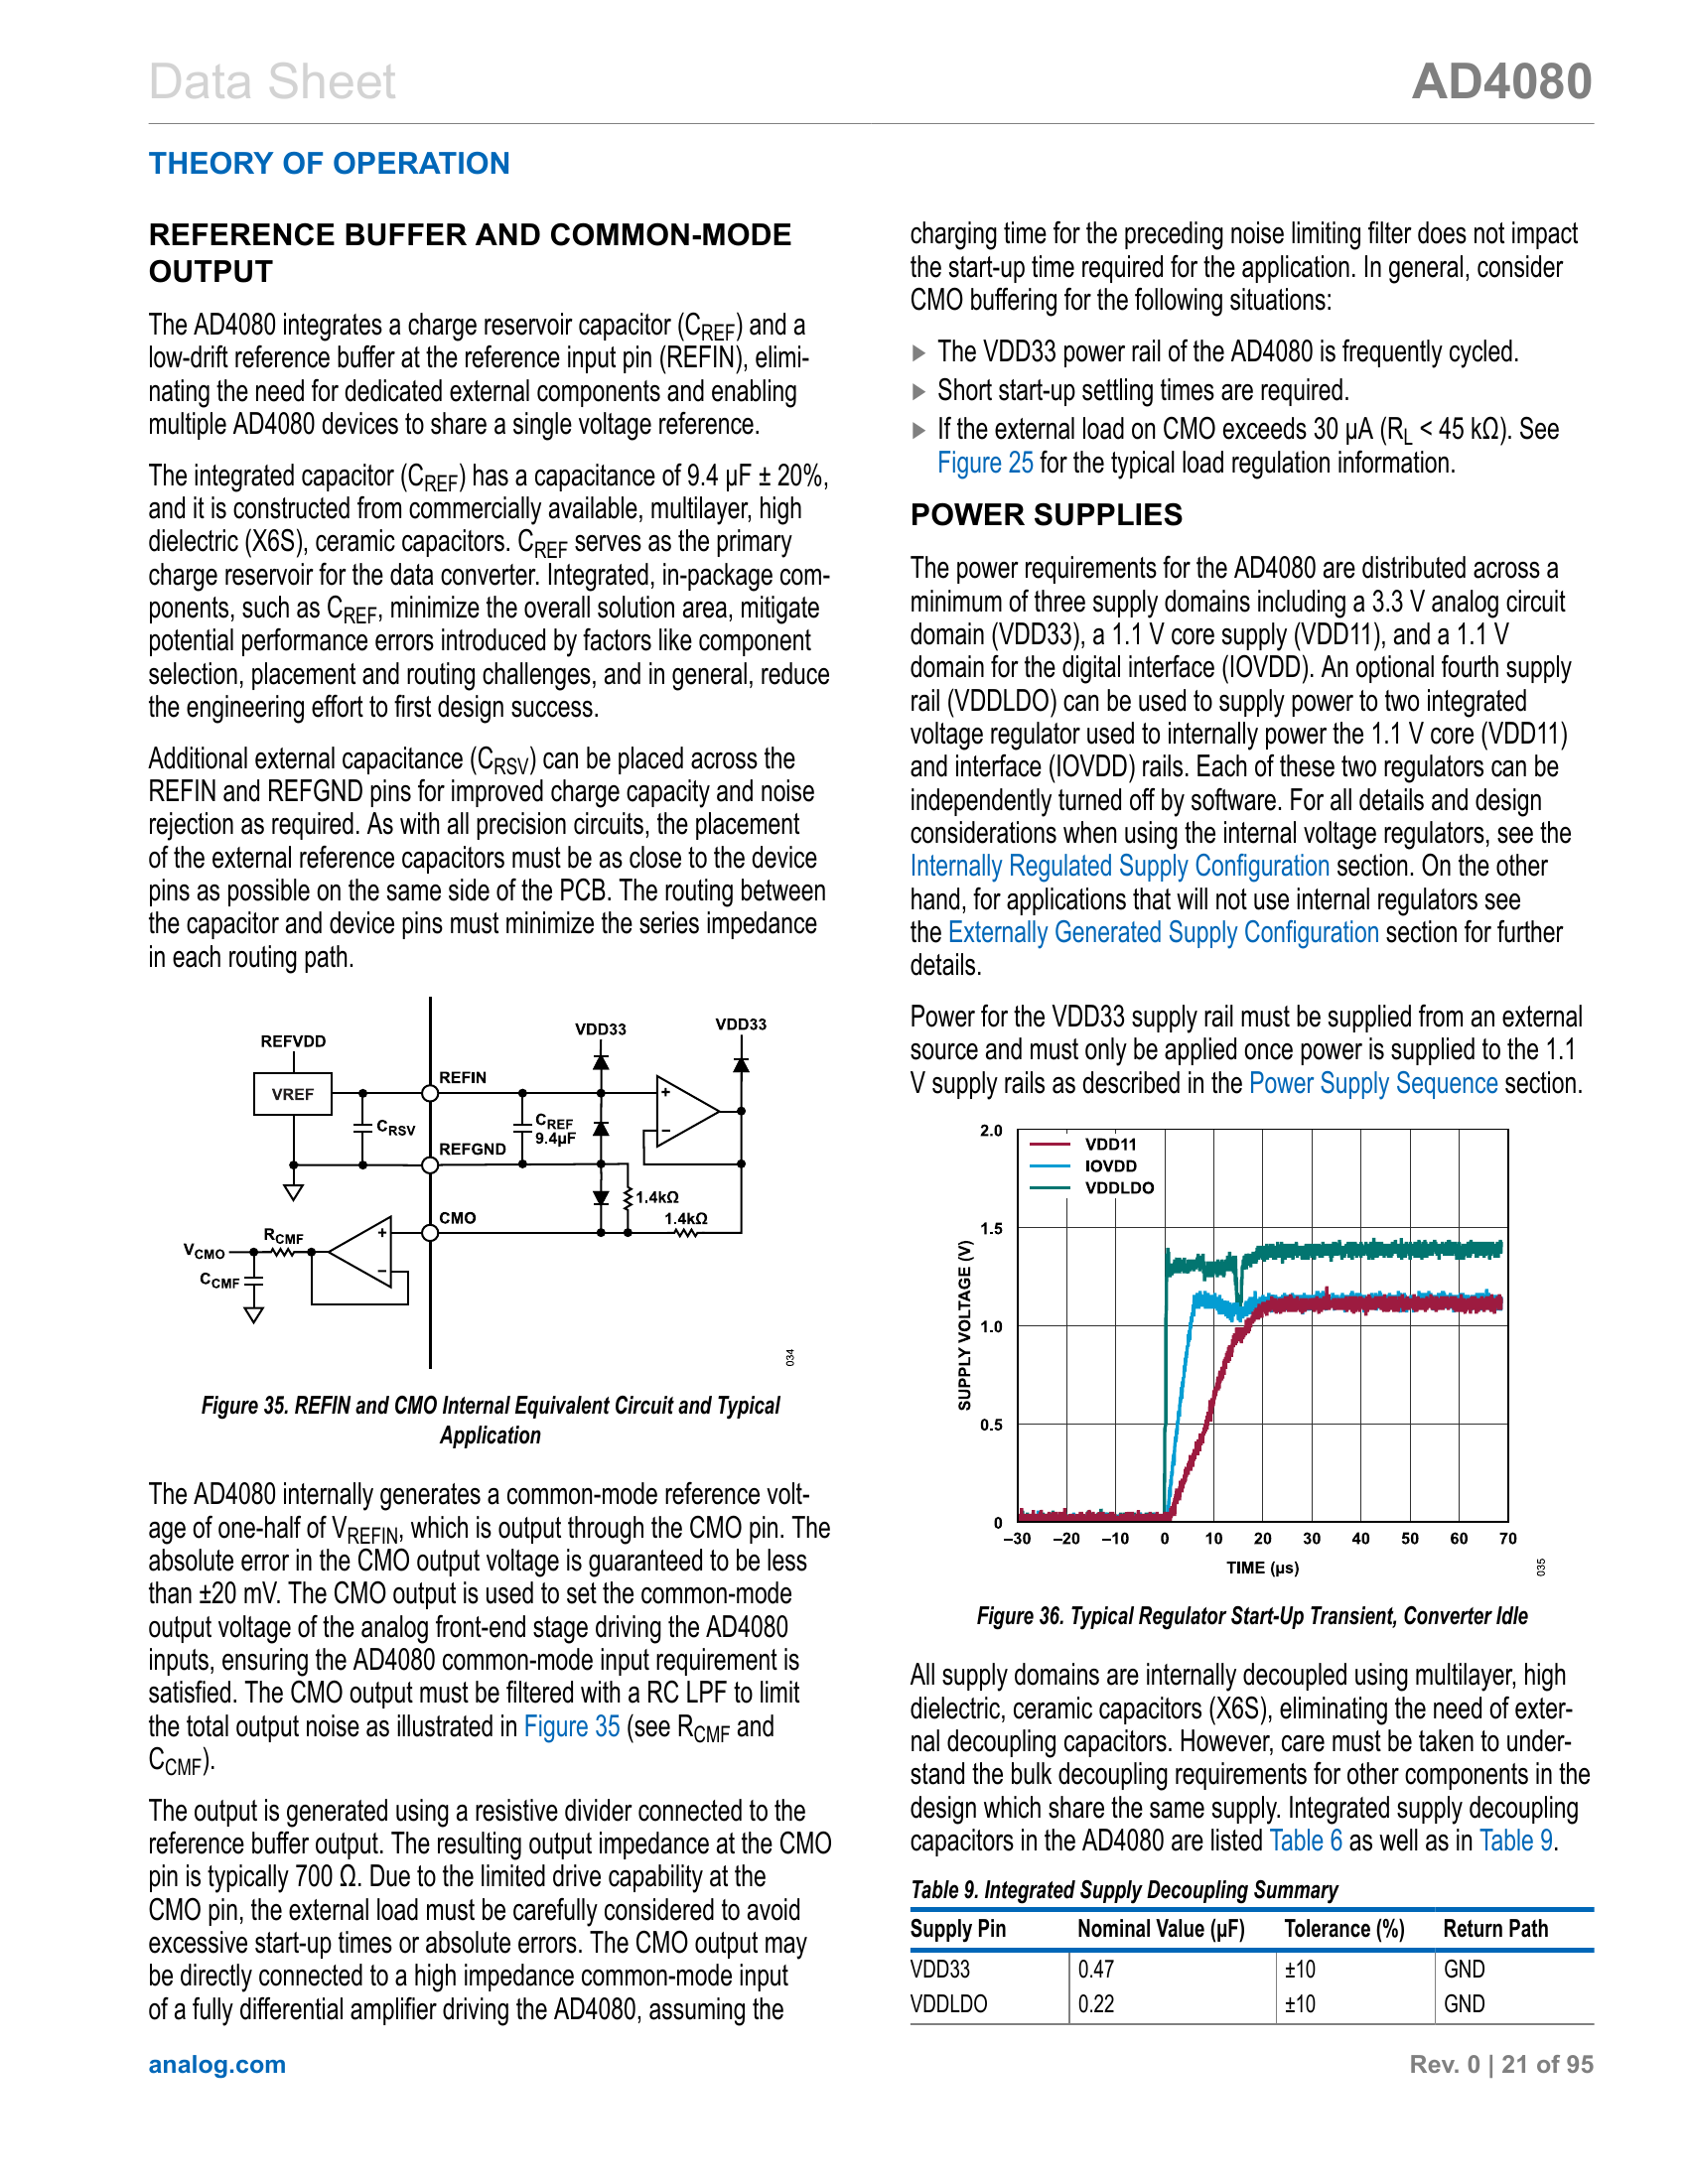 Data Sheet
AD4080
THEORY OF OPERATION
REFERENCE BUFFER AND COMMON-MODE
OUTPUT
The AD4080 integrates a charge reservoir capacitor (CREF) and a
low-drift reference buffer at the reference input pin (REFIN), elimi-
nating the need for dedicated external components and enabling
multiple AD4080 devices to share a single voltage reference.
The integrated capacitor (CREF) has a capacitance of 9.4 μF ± 20%,
and it is constructed from commercially available, multilayer, high
dielectric (X6S), ceramic capacitors. CREF serves as the primary
charge reservoir for the data converter. Integrated, in-package com-
ponents, such as CREF, minimize the overall solution area, mitigate
potential performance errors introduced by factors like component
selection, placement and routing challenges, and in general, reduce
the engineering effort to first design success.
Additional external capacitance (CRSV) can be placed across the
REFIN and REFGND pins for improved charge capacity and noise
rejection as required. As with all precision circuits, the placement
of the external reference capacitors must be as close to the device
pins as possible on the same side of the PCB. The routing between
the capacitor and device pins must minimize the series impedance
in each routing path.
REFVDD
VREF
CRSV
REFIN
REFGND
CMO
VDD33
VDD33
CREF
9.4μF
+
−
1.4kΩ
1.4kΩ
VCMO
RCMF
CCMF
+
−
034
Figure 35. REFIN and CMO Internal Equivalent Circuit and Typical
Application
The AD4080 internally generates a common-mode reference volt-
age of one-half of VREFIN, which is output through the CMO pin. The
absolute error in the CMO output voltage is guaranteed to be less
than ±20 mV. The CMO output is used to set the common-mode
output voltage of the analog front-end stage driving the AD4080
inputs, ensuring the AD4080 common-mode input requirement is
satisfied. The CMO output must be filtered with a RC LPF to limit
the total output noise as illustrated in Figure 35 (see RCMF and
CCMF).
The output is generated using a resistive divider connected to the
reference buffer output. The resulting output impedance at the CMO
pin is typically 700 Ω. Due to the limited drive capability at the
CMO pin, the external load must be carefully considered to avoid
excessive start-up times or absolute errors. The CMO output may
be directly connected to a high impedance common-mode input
of a fully differential amplifier driving the AD4080, assuming the
charging time for the preceding noise limiting filter does not impact
the start-up time required for the application. In general, consider
CMO buffering for the following situations:
▶ The VDD33 power rail of the AD4080 is frequently cycled.
▶ Short start-up settling times are required.
▶ If the external load on CMO exceeds 30 μA (RL < 45 kΩ). See
Figure 25 for the typical load regulation information.
POWER SUPPLIES
The power requirements for the AD4080 are distributed across a
minimum of three supply domains including a 3.3 V analog circuit
domain (VDD33), a 1.1 V core supply (VDD11), and a 1.1 V
domain for the digital interface (IOVDD). An optional fourth supply
rail (VDDLDO) can be used to supply power to two integrated
voltage regulator used to internally power the 1.1 V core (VDD11)
and interface (IOVDD) rails. Each of these two regulators can be
independently turned off by software. For all details and design
considerations when using the internal voltage regulators, see the
Internally Regulated Supply Configuration section. On the other
hand, for applications that will not use internal regulators see
the Externally Generated Supply Configuration section for further
details.
Power for the VDD33 supply rail must be supplied from an external
source and must only be applied once power is supplied to the 1.1
V supply rails as described in the Power Supply Sequence section.
VDD11
IOVDD
VDDLDO
SUPPLY VOLTAGE (V)
2.0
1.5
1.0
0.5
0
–30 –20 –10 0 10 20 30 40 50 60 70
TIME (μs)
035
Figure 36. Typical Regulator Start-Up Transient, Converter Idle
All supply domains are internally decoupled using multilayer, high
dielectric, ceramic capacitors (X6S), eliminating the need of exter-
nal decoupling capacitors. However, care must be taken to under-
stand the bulk decoupling requirements for other components in the
design which share the same supply. Integrated supply decoupling
capacitors in the AD4080 are listed Table 6 as well as in Table 9.
Table 9. Integrated Supply Decoupling Summary
Supply Pin Nominal Value (μF) Tolerance (%) Return Path
VDD33 0.47 ±10 GND
VDDLDO 0.22 ±10 GND
analog.com
Rev. 0 | 21 of 95